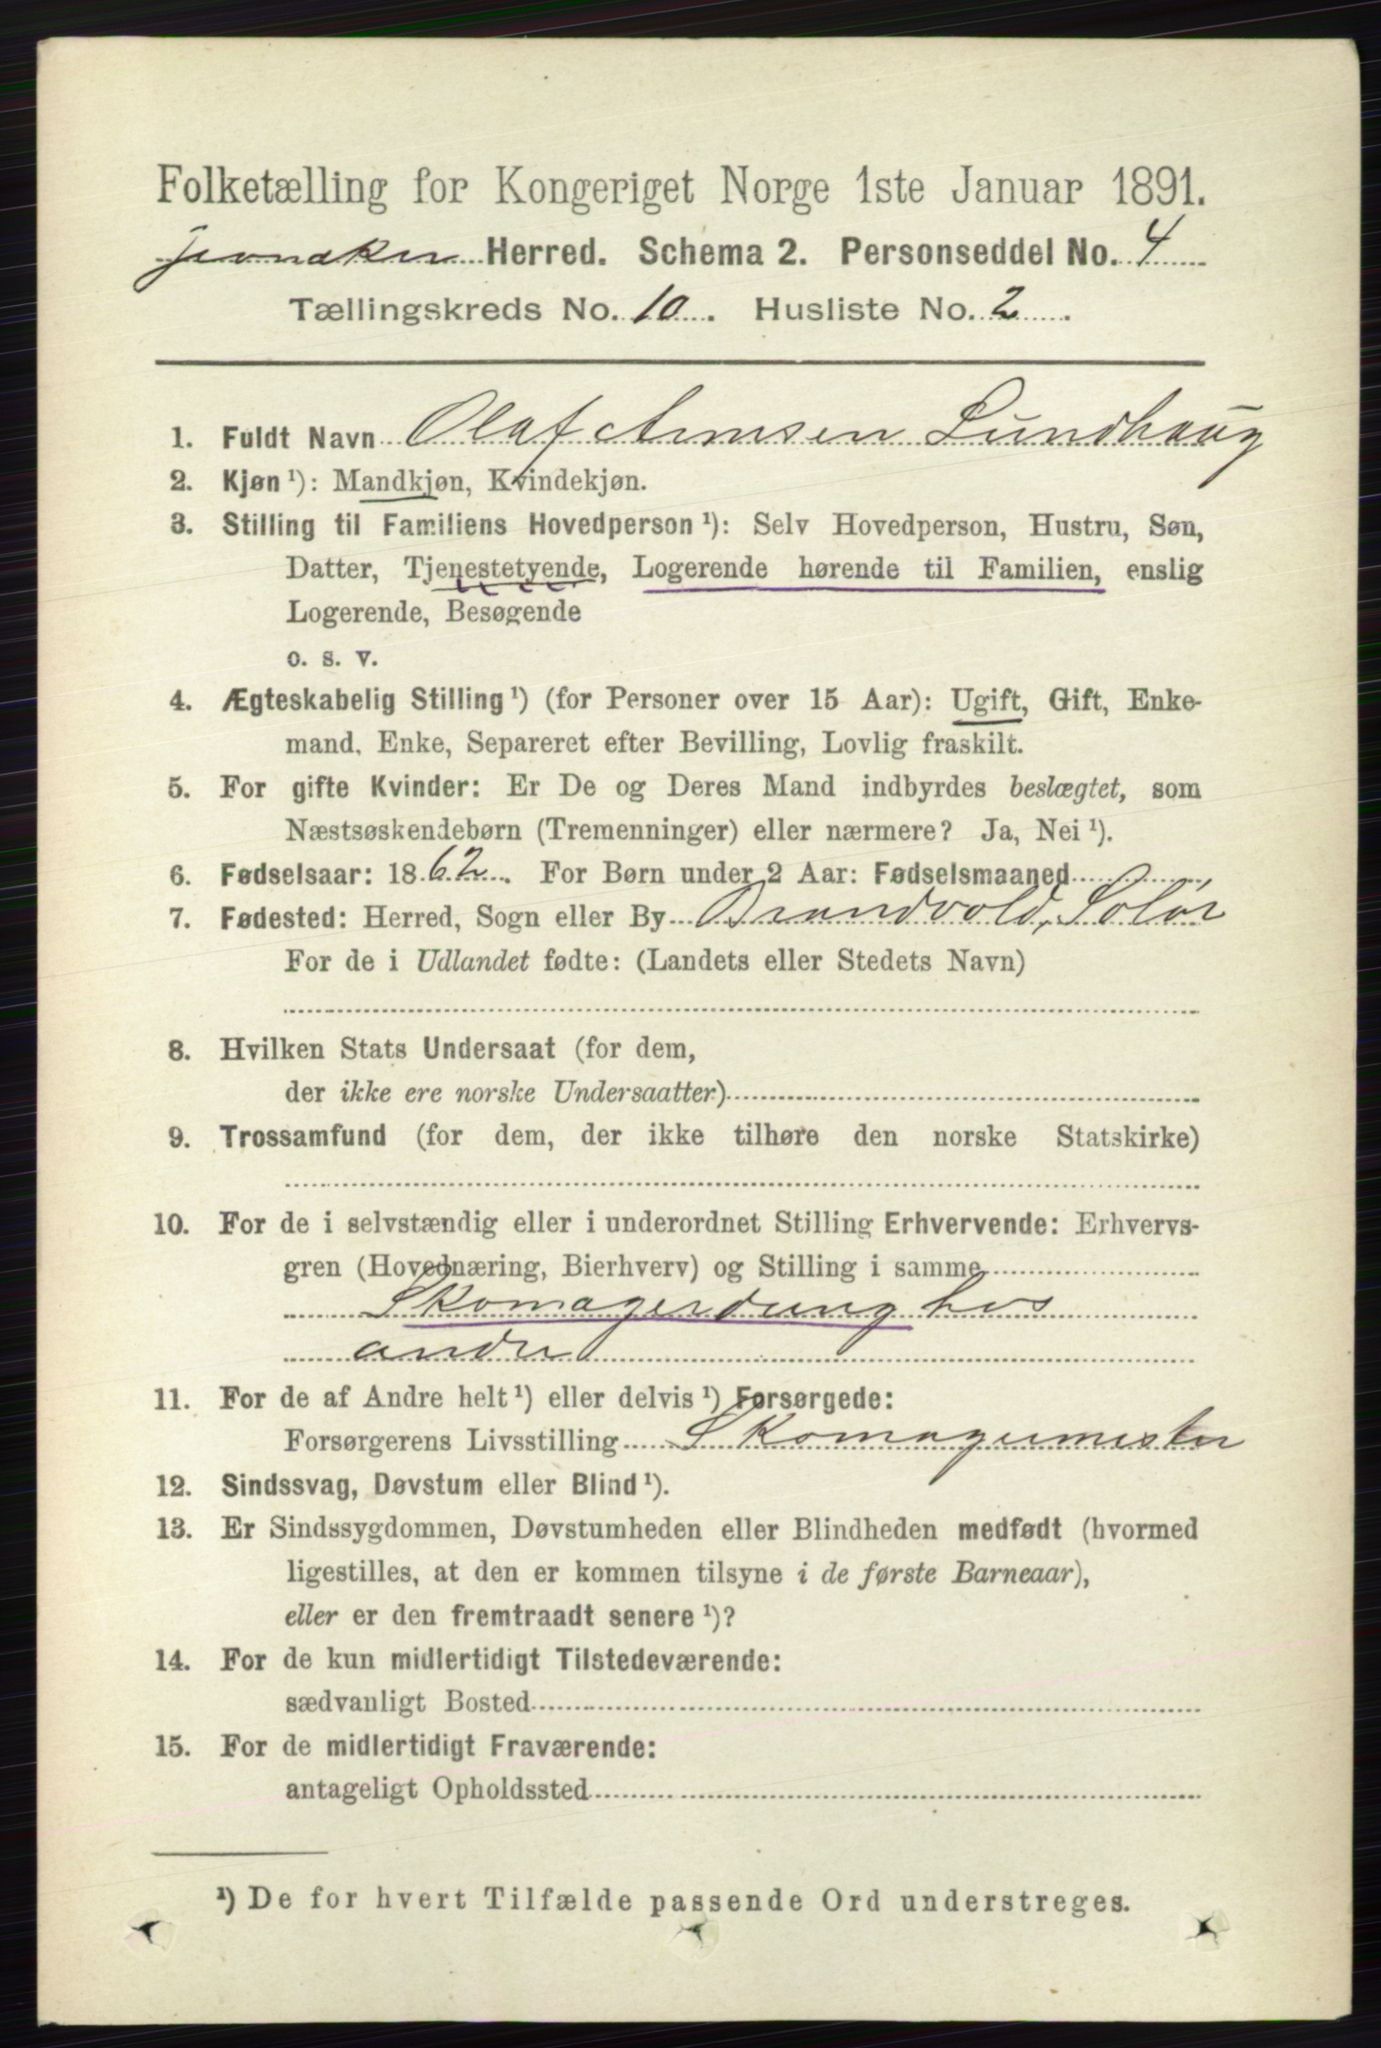 Folketælling for Kongeriget Norge 1ste Januar 1891.
Jevnaker Herred. Schema 2. Personseddel No. 4
Tællingskreds No. 10. Husliste No. 2.
1. Fuldt Navn Olaf Arnesen Lundhaug
2. Kjøn ¹): Mandkjøn, Kvindekjøn.
3. Stilling til Familiens Hovedperson ¹): Selv Hovedperson, Hustru, Søn,
Datter, Tjenestetyende, Logerende hørende til Familien, enslig
Logerende, Besøgende
o. s. v.
4. Ægteskabelig Stilling ¹) (for Personer over 15 Aar): Ugift, Gift, Enke-
mand, Enke, Separeret efter Bevilling, Lovlig fraskilt.
5. For gifte Kvinder: Er De og Deres Mand indbyrdes beslægtet, som
Næstsøskendebørn (Tremenninger) eller nærmere? Ja, Nei ¹).
6. Fødselsaar: 1862. For Børn under 2 Aar: Fødselsmaaned
7. Fødested: Herred, Sogn eller By Brandvold, Solør
For de i Udlandet fødte: (Landets eller Stedets Navn)
8. Hvilken Stats Undersaat (for dem,
der ikke ere norske Undersaatter)
9. Trossamfund (for dem, der ikke tilhøre den norske Statskirke)
10. For de i selvstændig eller i underordnet Stilling Erhvervende: Erhvervs-
gren (Hovednæring, Bierhverv) og Stilling i samme
Skomagerdreng hos
andre
11. For de af Andre helt ¹) eller delvis ¹) Forsørgede:
Forsørgerens Livsstilling Skomagermester
12. Sindssvag, Døvstum eller Blind ¹).
13. Er Sindssygdommen, Døvstumheden eller Blindheden medfødt (hvormed
ligestilles, at den er kommen tilsyne i de første Barneaar),
eller er den fremtraadt senere ¹)?
14. For de kun midlertidigt Tilstedeværende:
sædvanligt Bosted
15. For de midlertidigt Fraværende:
antageligt Opholdssted
¹) De for hvert Tilfælde passende Ord understreges.